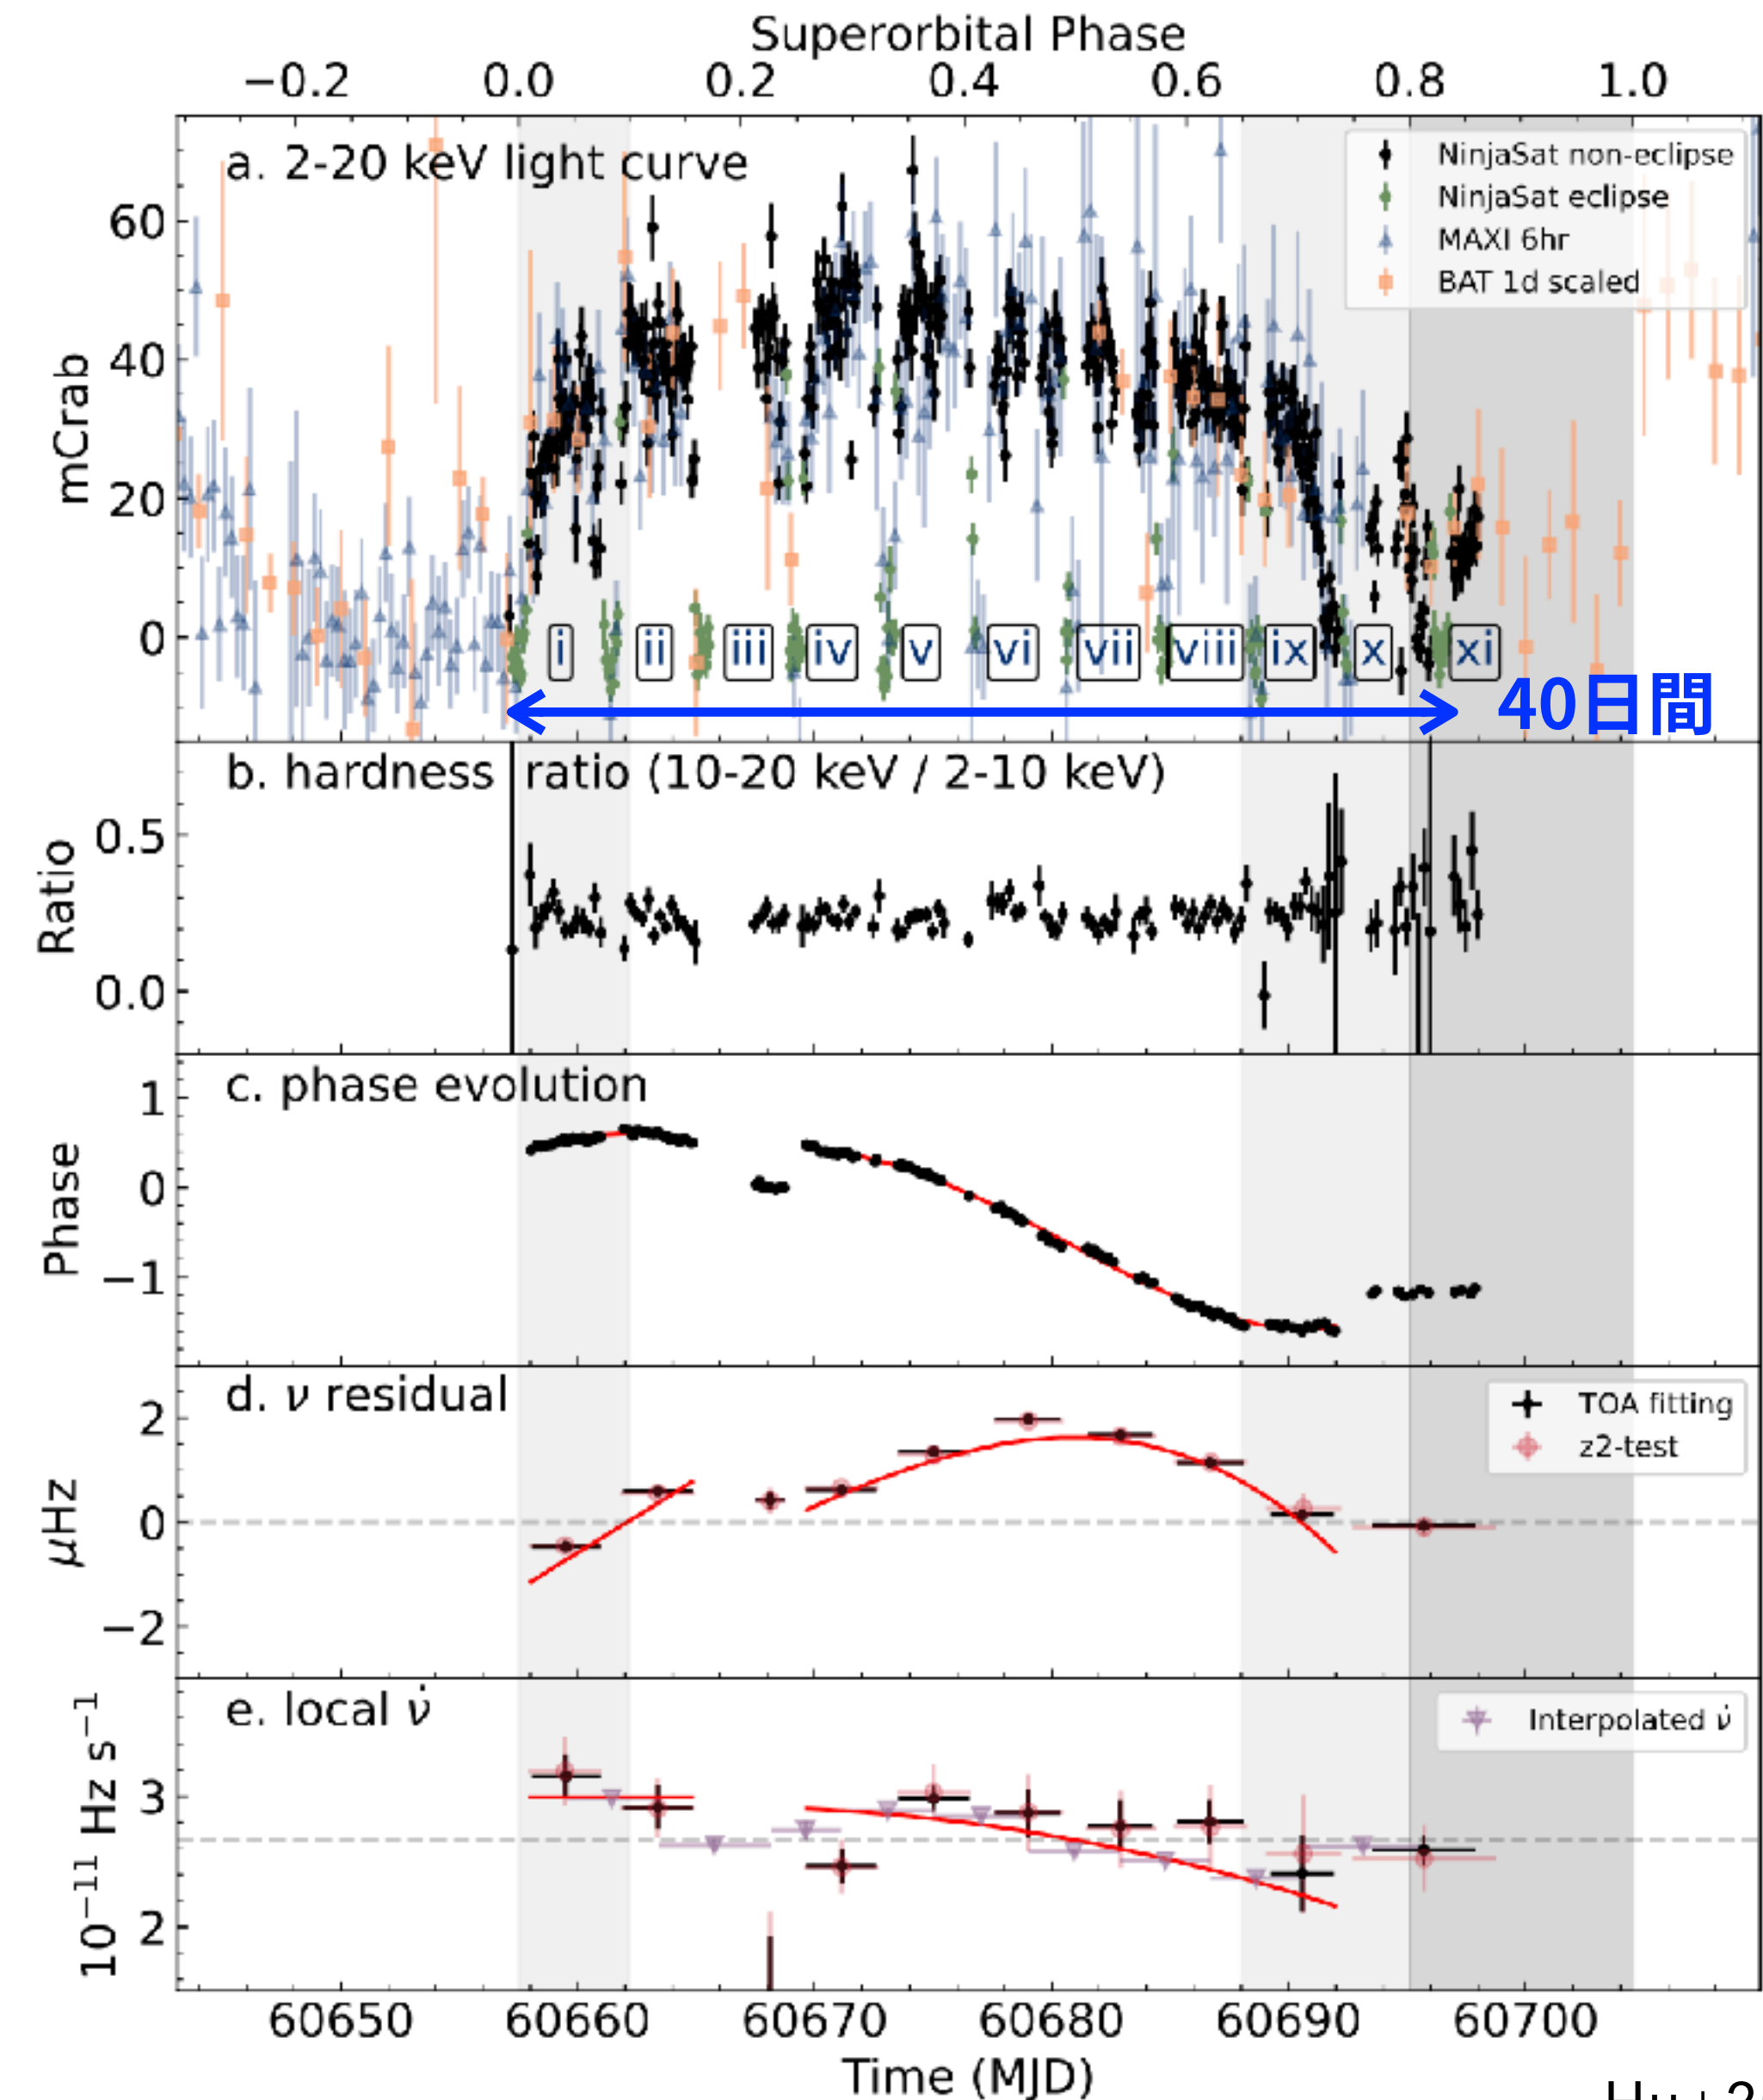 Superorbital Phase
−0.2 0.0 0.2 0.4 0.6 0.8 1.0
a. 2-20 keV light curve
NinjaSat non-eclipse
NinjaSat eclipse
MAXI 6hr
BAT 1d scaled
mCrab
60
40
20
0
i ii iii iv v vi vii viii ix x xi
40日間
b. hardness ratio (10-20 keV / 2-10 keV)
Ratio
0.5
0.0
c. phase evolution
Phase
1
0
−1
d. ν residual
TOA fitting
z2-test
μHz
2
0
−2
e. local ν̇
Interpolated ν̇
10⁻¹¹ Hz s⁻¹
3
2
60650 60660 60670 60680 60690 60700
Time (MJD)